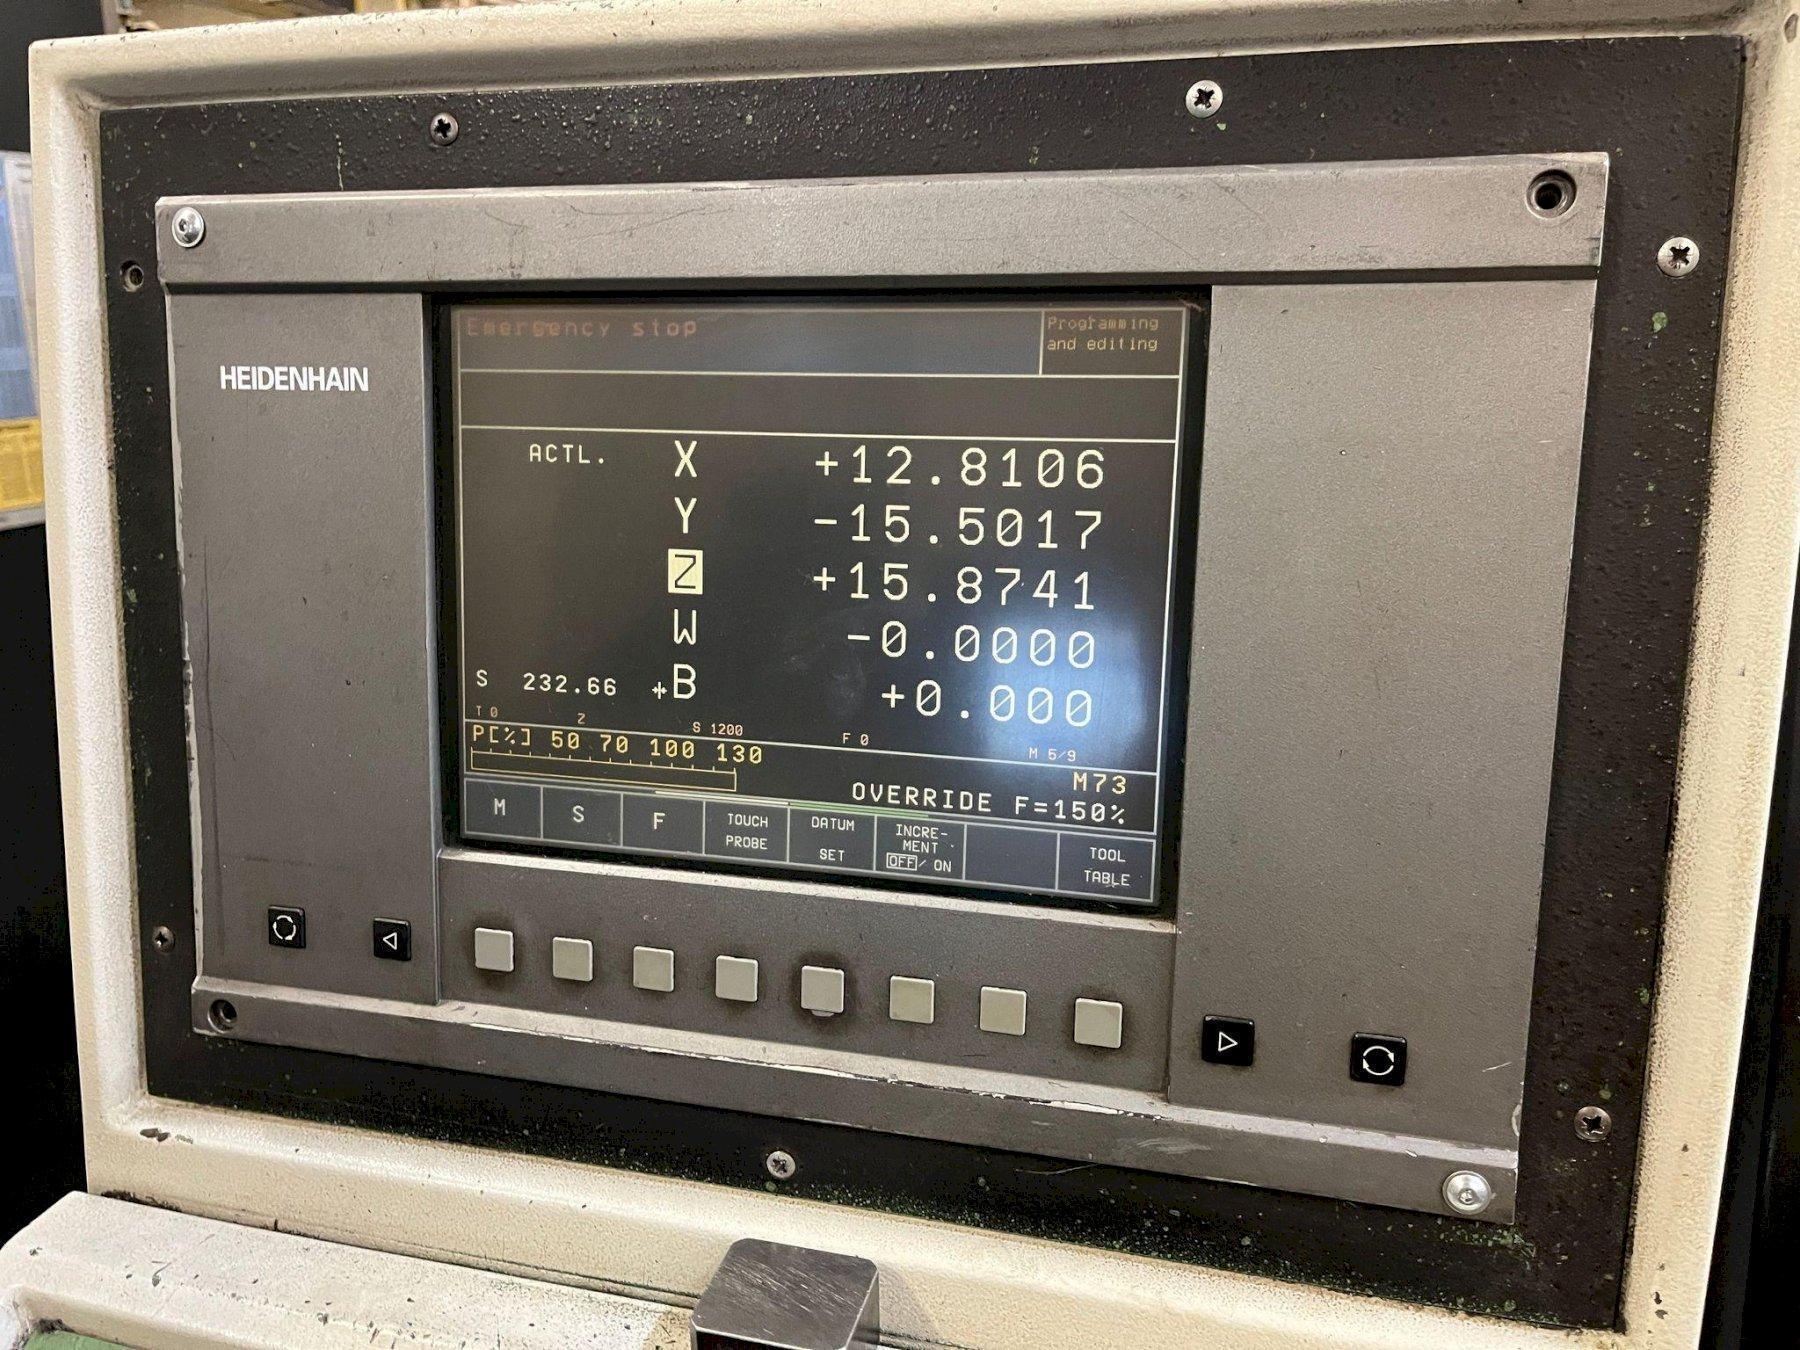 Emergency stop
Programming
and editing
HEIDENHAIN
ACTL. X +12.8106
Y -15.5017
Z +15.8741
W -0.0000
S 232.66 B +0.000
T 0 Z S 1200 F 0 M 5/9
P[%] 50 70 100 130
M73
OVERRIDE F=150%
M
S
F
TOUCH
PROBE
DATUM
SET
INCRE-
MENT
OFF/ ON
TOOL
TABLE